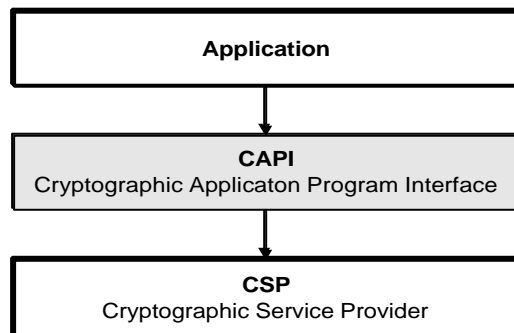 Application
CAPI
Cryptographic Applicaton Program Interface
CSP
Cryptographic Service Provider